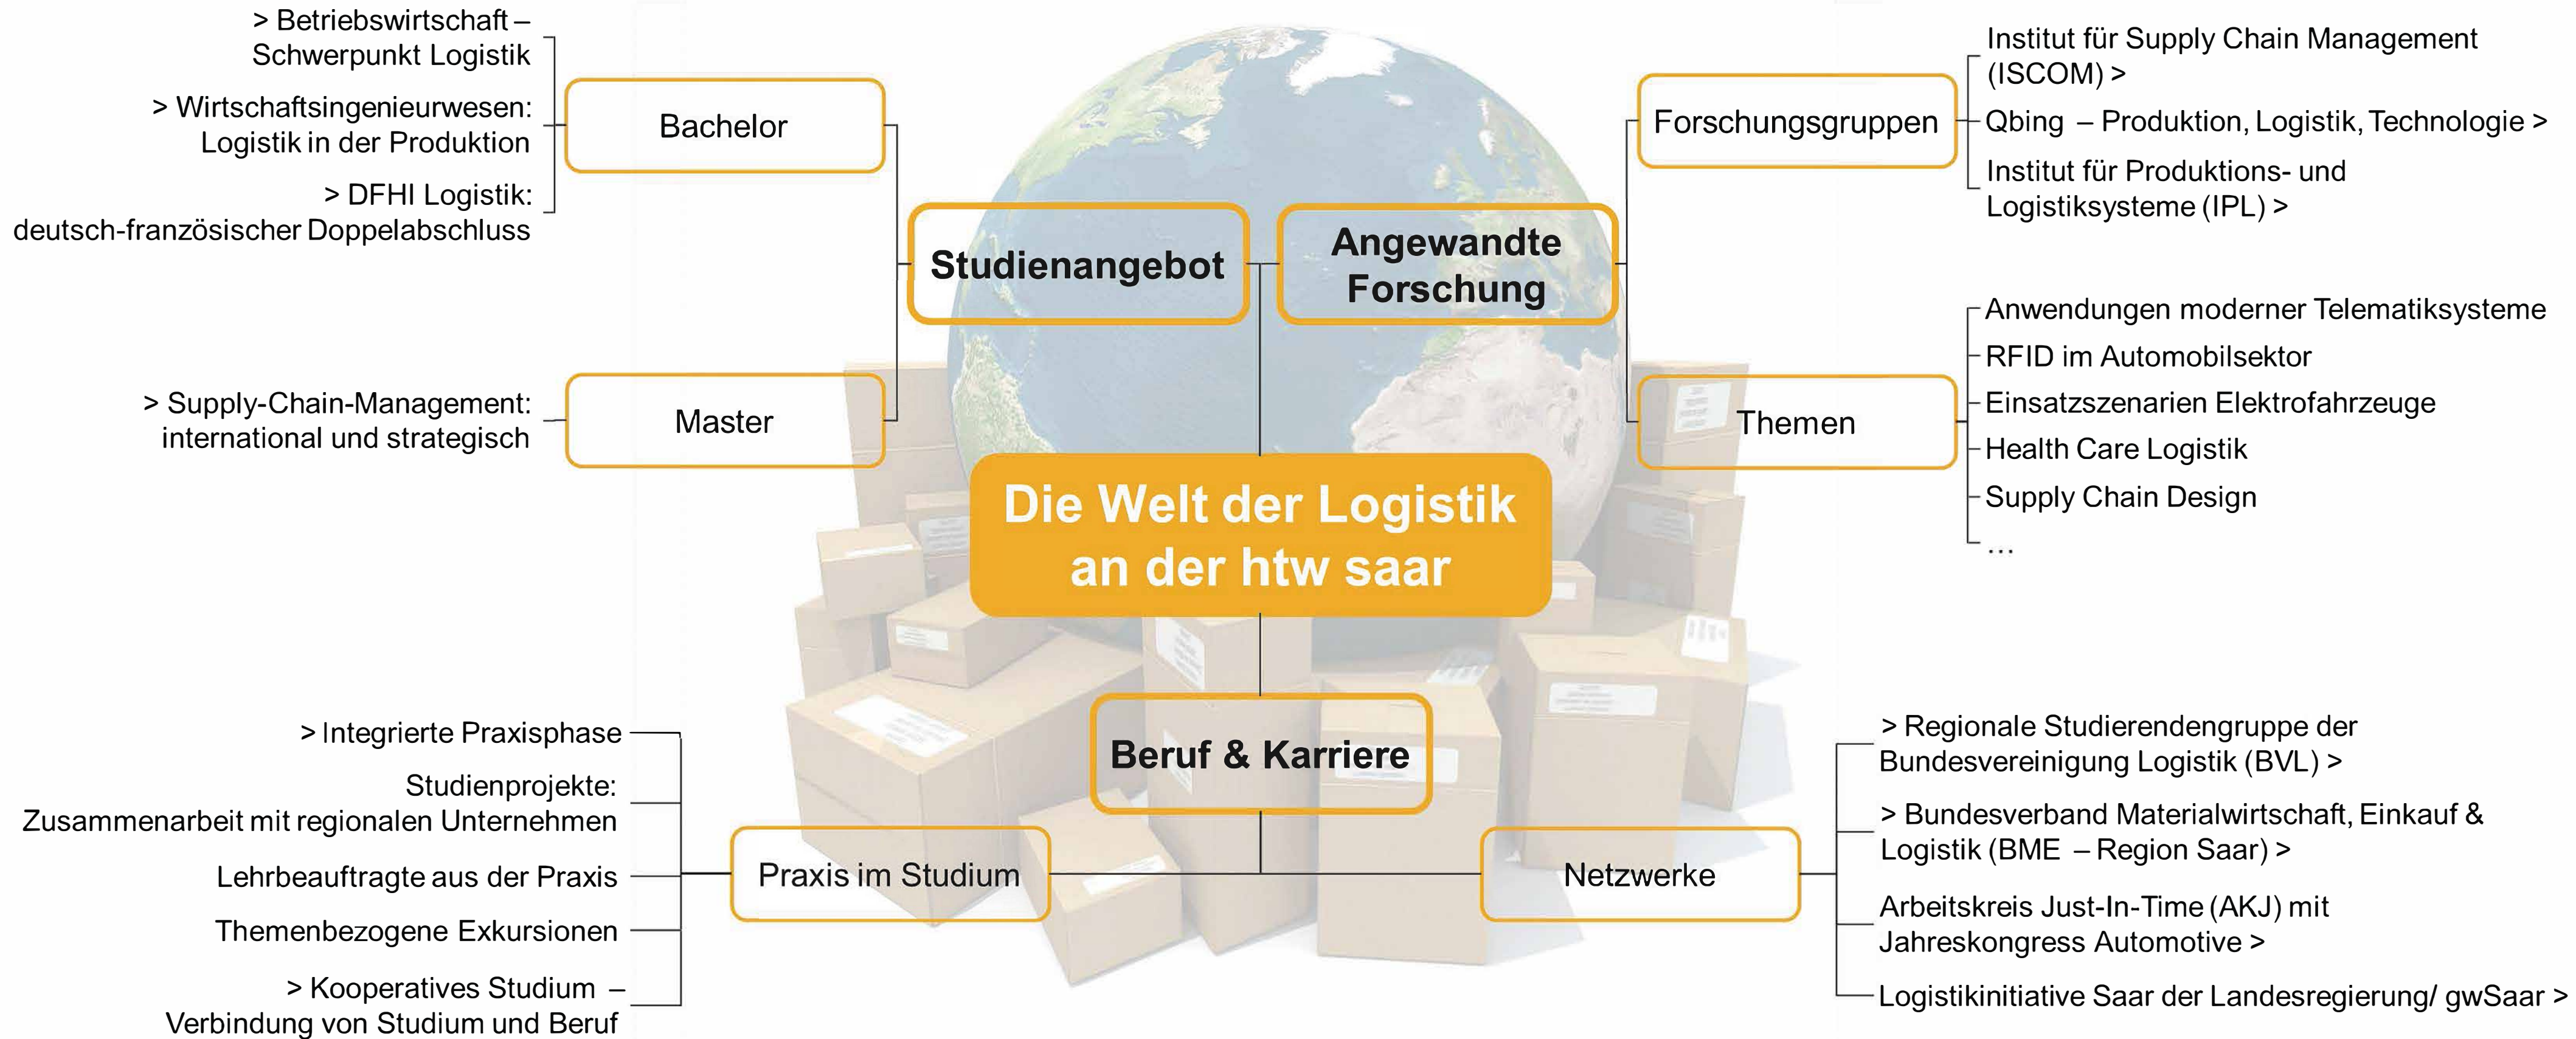 > Betriebswirtschaft –
Schwerpunkt Logistik
> Wirtschaftsingenieurwesen:
Logistik in der Produktion
> DFHI Logistik:
deutsch-französischer Doppelabschluss
Bachelor
Studienangebot
> Supply-Chain-Management:
international und strategisch
Master
Angewandte
Forschung
Forschungsgruppen
Institut für Supply Chain Management
(ISCOM) >
Qbing – Produktion, Logistik, Technologie >
Institut für Produktions- und
Logistiksysteme (IPL) >
Themen
Anwendungen moderner Telematiksysteme
RFID im Automobilsektor
Einsatzszenarien Elektrofahrzeuge
Health Care Logistik
Supply Chain Design
…
Die Welt der Logistik
an der htw saar
Beruf & Karriere
> Integrierte Praxisphase
Studienprojekte:
Zusammenarbeit mit regionalen Unternehmen
Lehrbeauftragte aus der Praxis
Themenbezogene Exkursionen
> Kooperatives Studium –
Verbindung von Studium und Beruf
Praxis im Studium
Netzwerke
> Regionale Studierendengruppe der
Bundesvereinigung Logistik (BVL) >
> Bundesverband Materialwirtschaft, Einkauf &
Logistik (BME – Region Saar) >
Arbeitskreis Just-In-Time (AKJ) mit
Jahreskongress Automotive >
Logistikinitiative Saar der Landesregierung/ gwSaar >